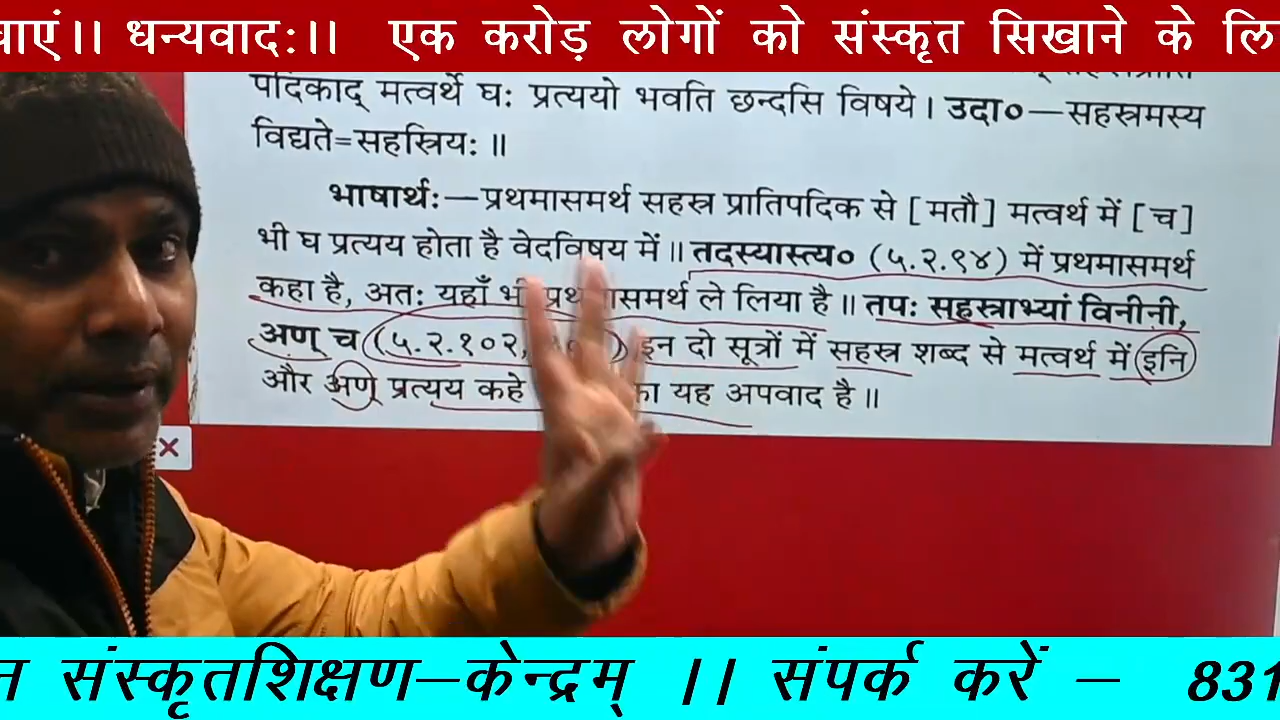 वाएं।। धन्यवादः।। एक करोड़ लोगों को संस्कृत सिखाने के लि
पदिकाद् मत्वर्थे घः प्रत्ययो भवति छन्दसि विषये। उदा०—सहस्रमस्य
विद्यते=सहस्रियः॥
भाषार्थः—प्रथमासमर्थ सहस्र प्रातिपदिक से [मतौ] मत्वर्थ में [च]
भी घ प्रत्यय होता है वेदविषय में॥ तदस्यास्त्य० (५.२.९४) में प्रथमासमर्थ
कहा है, अतः यहाँ ले लिया है॥ तपः सहस्राभ्यां विनीनी,
अण् च (५.२.१०२, इन दो सूत्रों में सहस्र शब्द से मत्वर्थ में इनि
और अण् प्रत्यय कहे यह अपवाद है॥
न संस्कृतशिक्षण–केन्द्रम् ।। संपर्क करें – 831